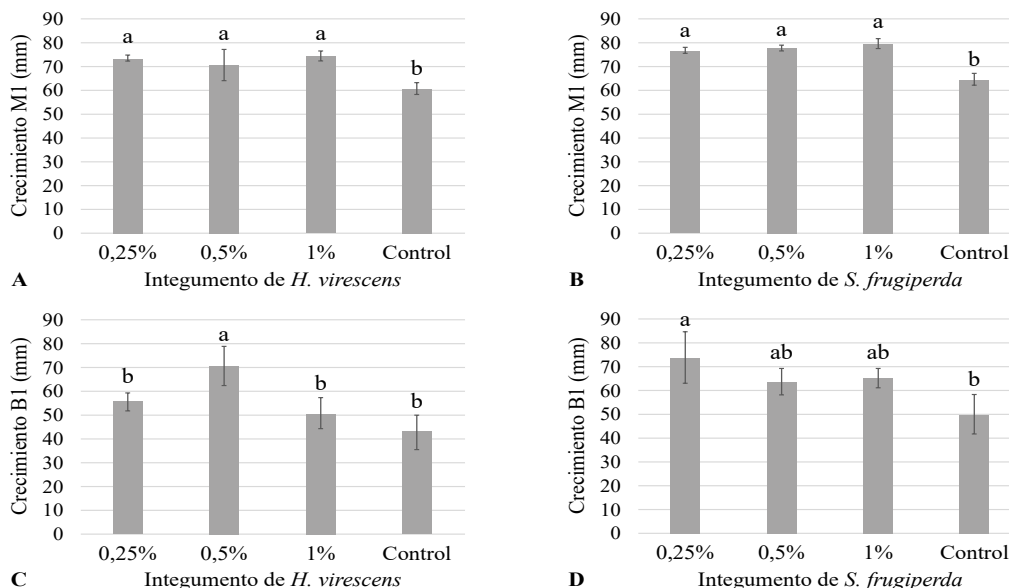 Crecimiento M1 (mm)
90
80
70
60
50
40
30
20
10
0
a
a
a
b
0,25%
0,5%
1%
Control
A
Integumento de H. virescens
Crecimiento M1 (mm)
90
80
70
60
50
40
30
20
10
0
a
a
a
b
0,25%
0,5%
1%
Control
B
Integumento de S. frugiperda
Crecimiento B1 (mm)
90
80
70
60
50
40
30
20
10
0
b
a
b
b
0,25%
0,5%
1%
Control
C
Integumento de H. virescens
Crecimiento B1 (mm)
90
80
70
60
50
40
30
20
10
0
a
ab
ab
b
0,25%
0,5%
1%
Control
D
Integumento de S. frugiperda